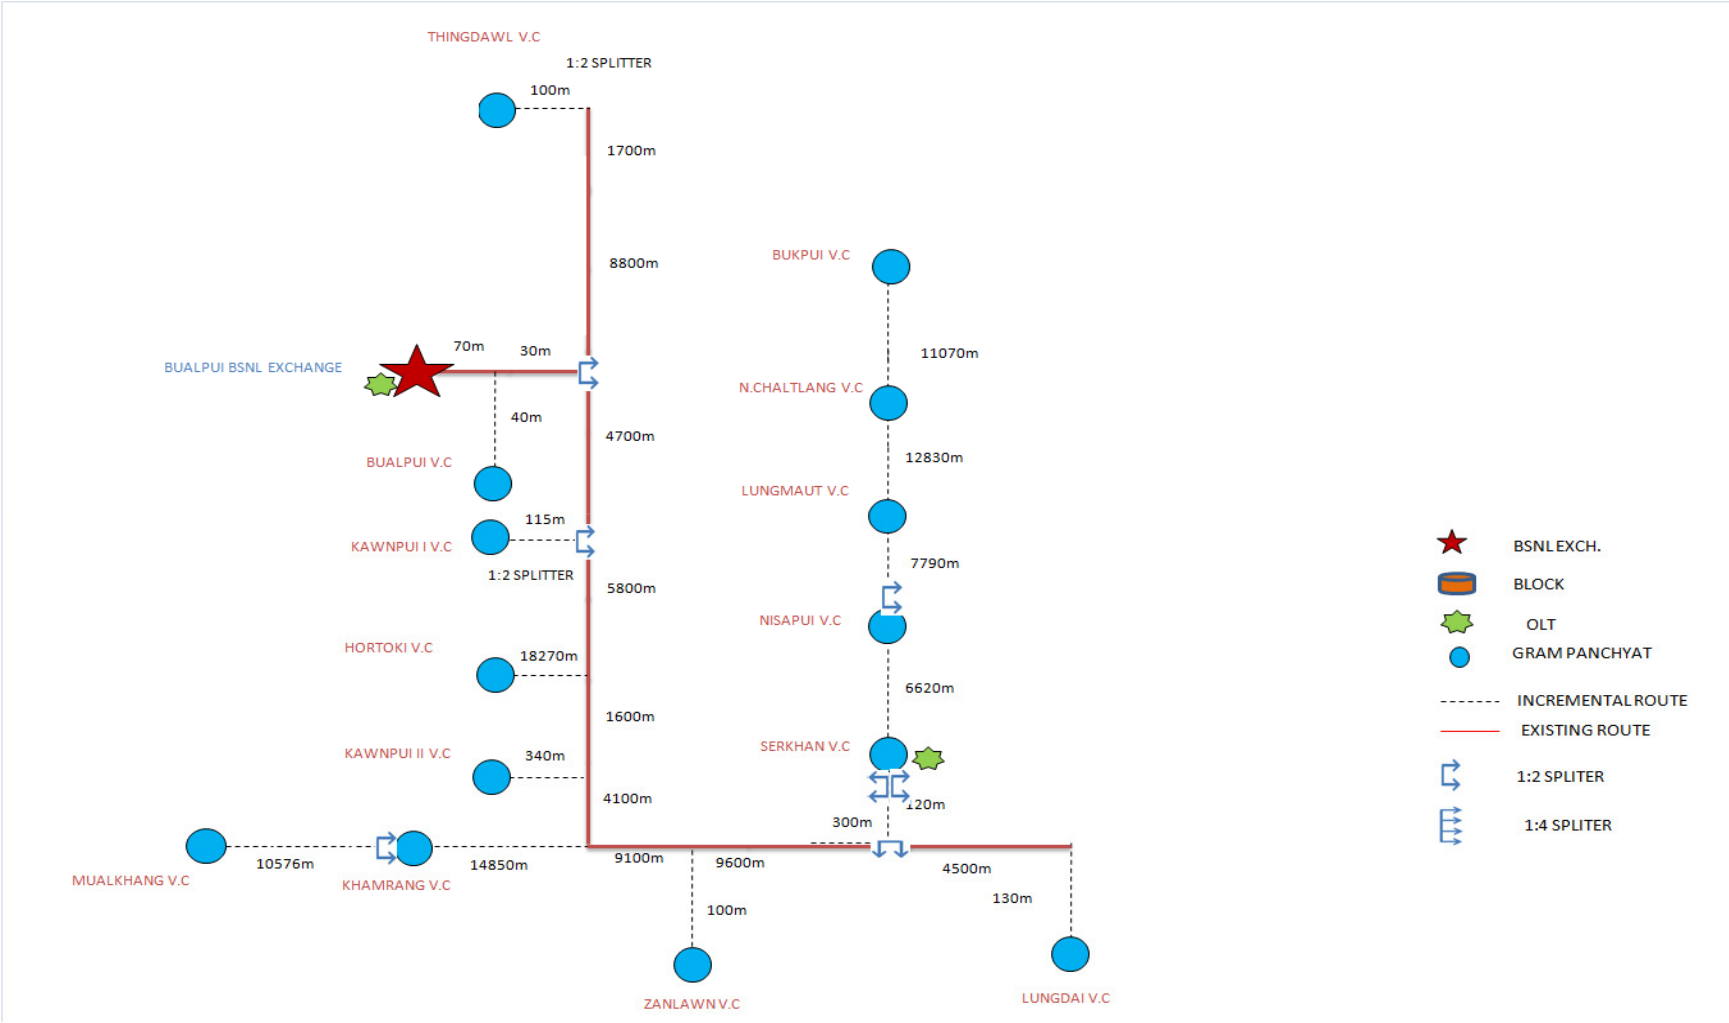 THINGDAWL V.C
1:2 SPLITTER
100m
1700m
8800m
BUKPUI V.C
BUALPUI BSNL EXCHANGE
70m
30m
11070m
N.CHALTLANG V.C
40m
4700m
12830m
BUALPUI V.C
LUNGMAUT V.C
115m
KAWNPUI I V.C
1:2 SPLITTER
5800m
7790m
NISAPUI V.C
HORTOKI V.C
18270m
6620m
1600m
KAWNPUI II V.C
340m
SERKHAN V.C
4100m
120m
300m
10576m
14850m
9100m
9600m
4500m
MUALKHANG V.C
KHAMRANG V.C
100m
130m
ZANLAWN V.C
LUNGDAI V.C
BSNL EXCH.
BLOCK
OLT
GRAM PANCHYAT
INCREMENTAL ROUTE
EXISTING ROUTE
1:2 SPLITER
1:4 SPLITER